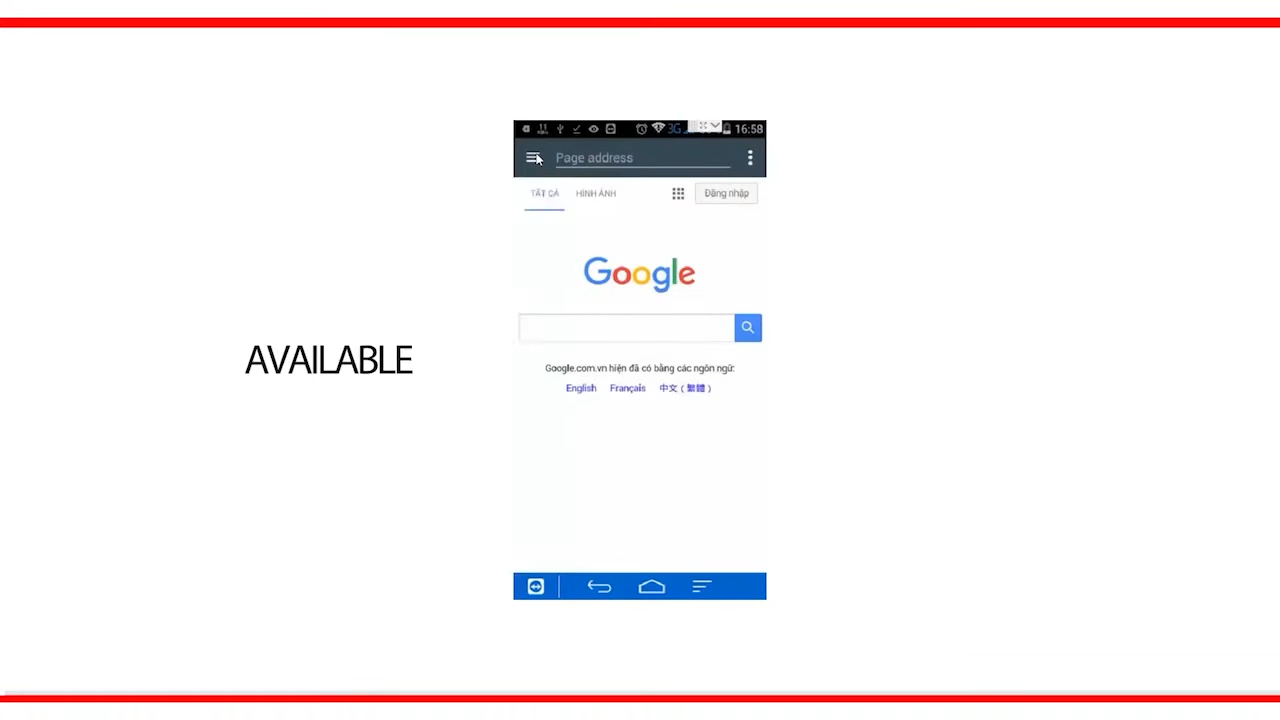 16:58
3G
Page address
TẤT CẢ HÌNH ẢNH Đăng nhập
Google
AVAILABLE
Google.com.vn hiện đã có bằng các ngôn ngữ:
English Français 中文（繁體）